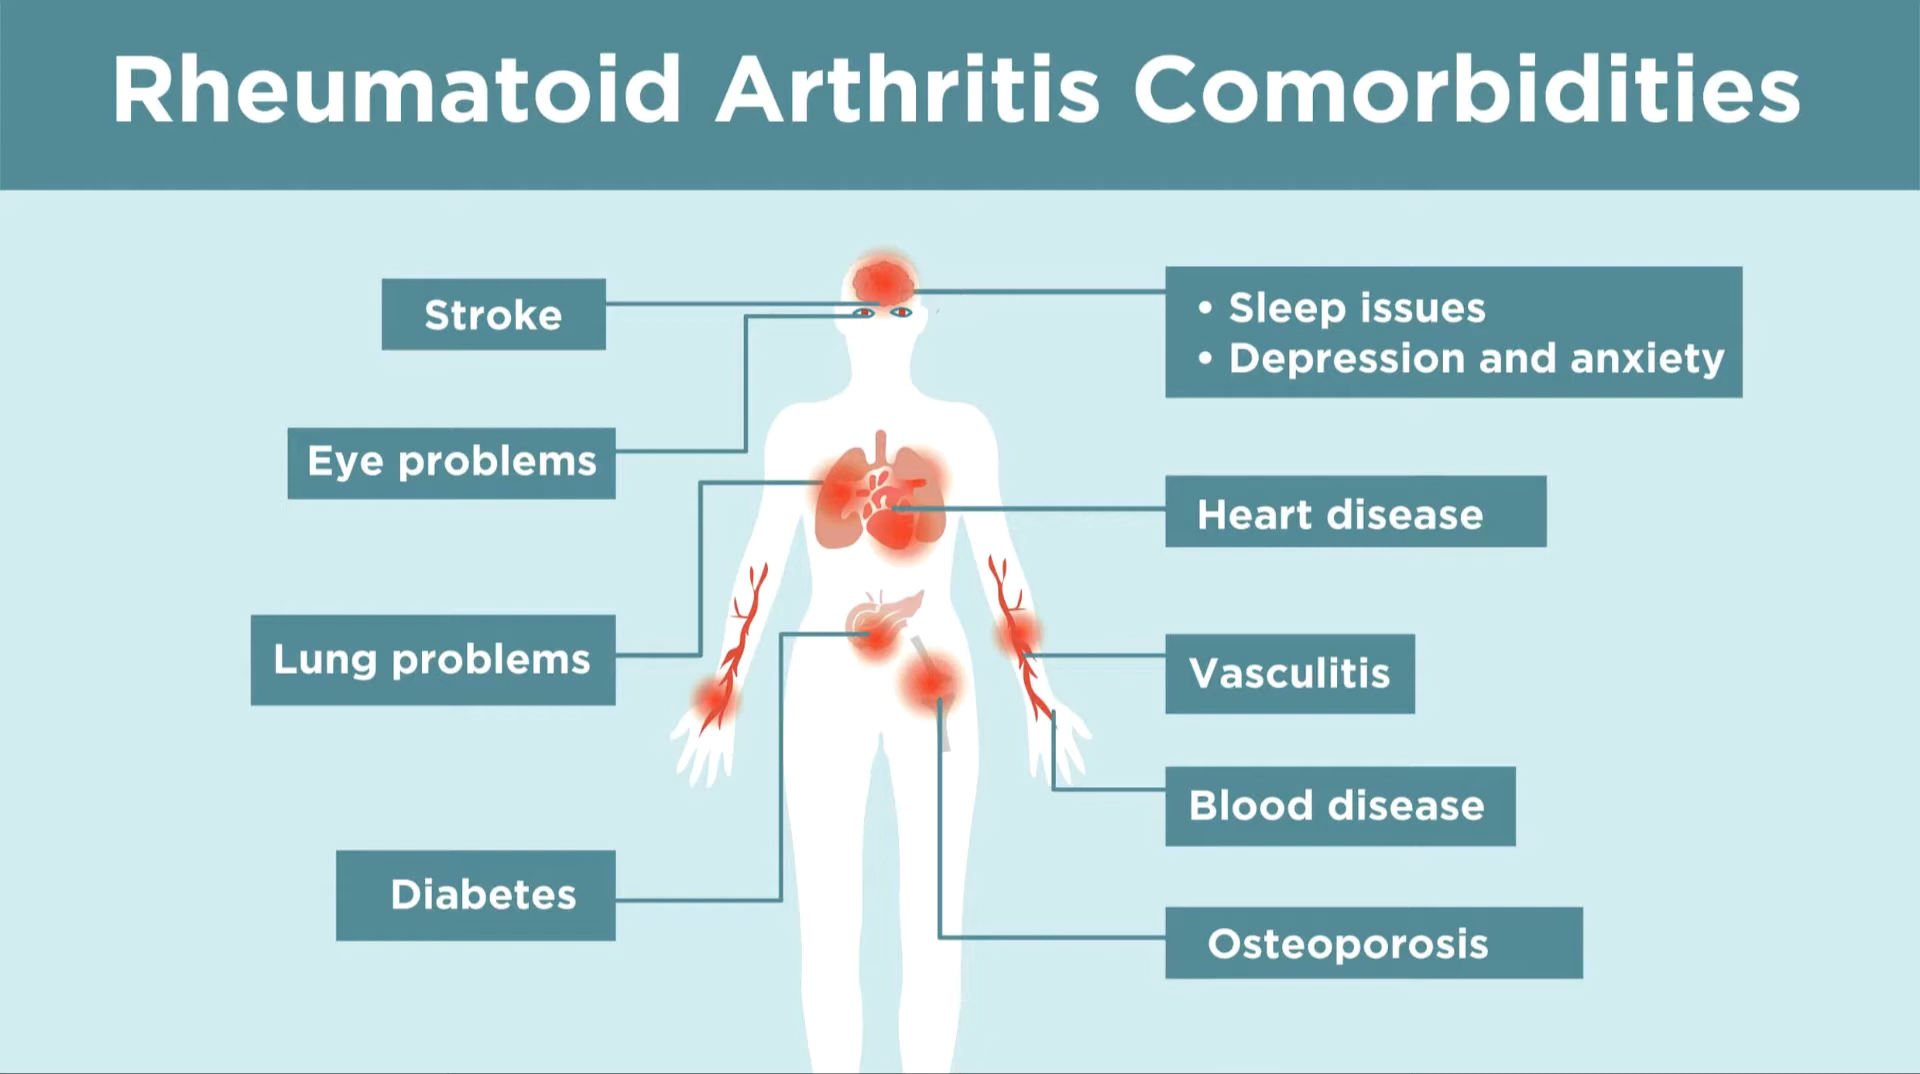 Rheumatoid Arthritis Comorbidities
Stroke
Eye problems
Lung problems
Diabetes
• Sleep issues
• Depression and anxiety
Heart disease
Vasculitis
Blood disease
Osteoporosis